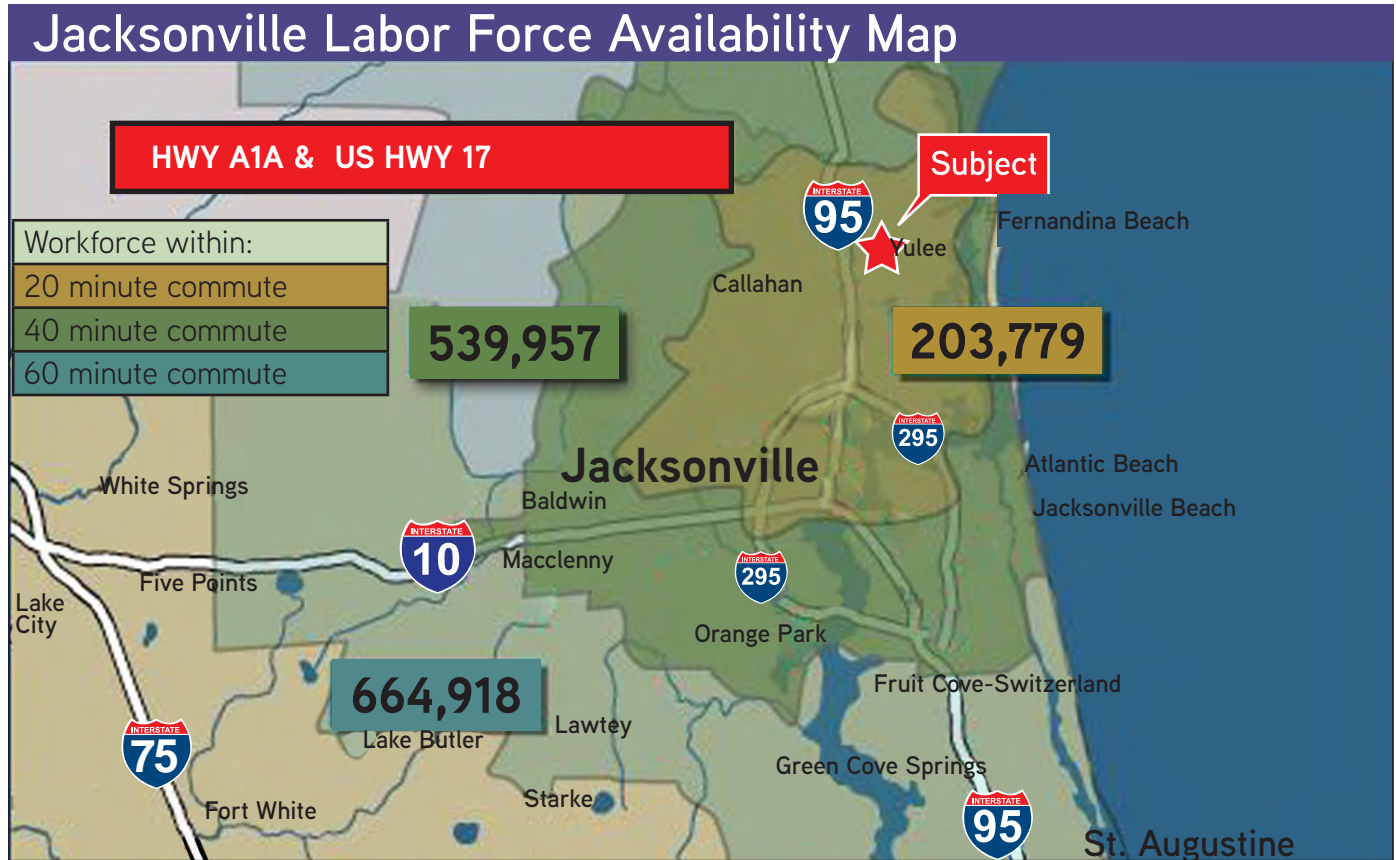 Jacksonville Labor Force Availability Map
HWY A1A & US HWY 17
Subject
INTERSTATE
95
Fernandina Beach
Yulee
Workforce within:
20 minute commute
40 minute commute
60 minute commute
Callahan
539,957
203,779
INTERSTATE
295
Jacksonville
Atlantic Beach
White Springs
Baldwin
Jacksonville Beach
INTERSTATE
10
Macclenny
INTERSTATE
295
Five Points
Lake
City
Orange Park
664,918
Fruit Cove-Switzerland
Lawtey
Lake Butler
INTERSTATE
75
Green Cove Springs
Starke
Fort White
INTERSTATE
95
St. Augustine